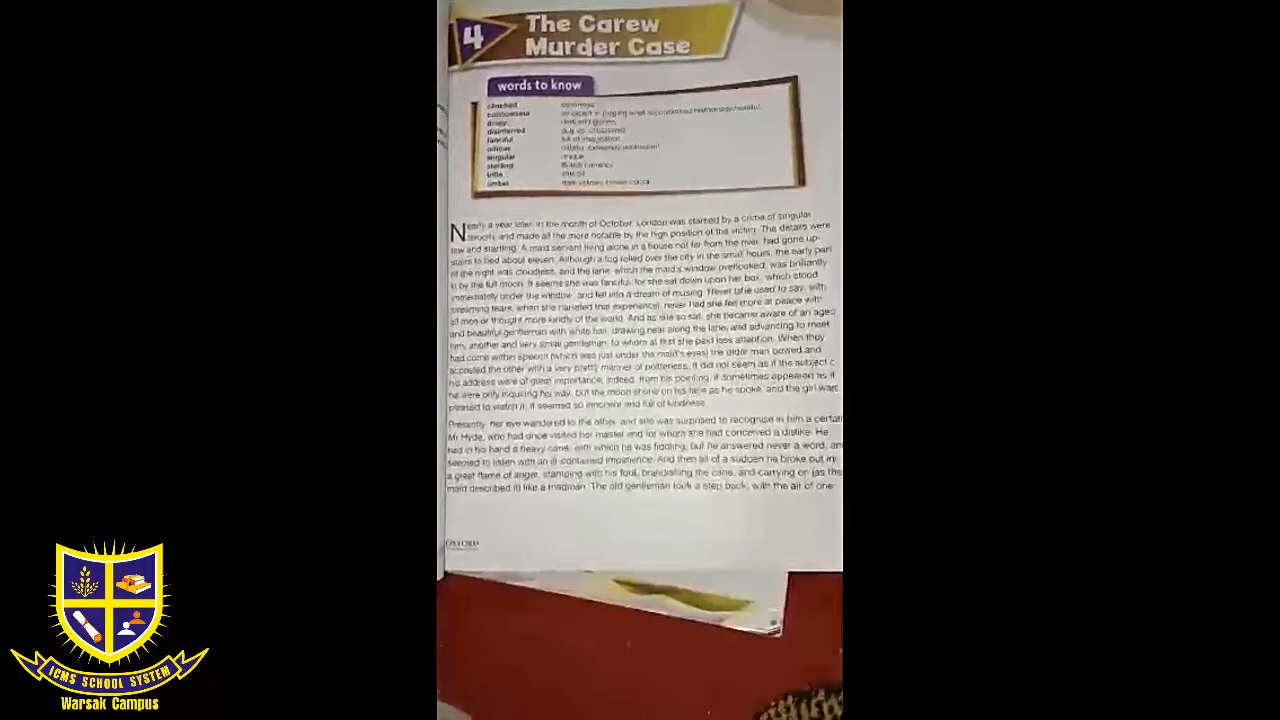 4
The Carew
Murder Case
words to know
clinched
connoisseur
dingy dark and gloomy
disinterred dug up
fanciful full of imagination
odious
singular unique
sterling British currency
trifle
umber
Nearly a year later, in the month of October, London was startled by a crime of singular
ferocity and made all the more notable by the high position of the victim. The details were
few and startling. A maid servant living alone in a house not far from the river, had gone up-
stairs to bed about eleven. Although a fog rolled over the city in the small hours, the early part
of the night was cloudless, and the lane, which the maid's window overlooked, was brilliantly
lit by the full moon. It seems she was fanciful, for she sat down upon her box, which stood
immediately under the window, and fell into a dream of musing. Never (she used to say, with
streaming tears, when she narrated that experience), never had she felt more at peace with
all men or thought more kindly of the world. And as she so sat, she became aware of an aged
and beautiful gentleman with white hair, drawing near along the lane; and advancing to meet
him, another and very small gentleman, to whom at first she paid less attention. When they
had come within speech (which was just under the maid's eyes) the older man bowed and
accosted the other with a very pretty manner of politeness. It did not seem as if the subject o
his address were of great importance; indeed, from his pointing, it sometimes appeared as if
he were only inquiring his way; but the moon shone on his face as he spoke, and the girl was
pleased to watch it, it seemed so innocent and full of kindness.
Presently, her eye wandered to the other, and she was surprised to recognise in him a certain
Mr Hyde, who had once visited her master and for whom she had conceived a dislike. He
had in his hand a heavy cane, with which he was fiddling; but he answered never a word, an
seemed to listen with an ill-contained impatience. And then all of a sudden he broke out in
a great flame of anger, stamping with his foot, brandishing the cane, and carrying on (as the
maid described it) like a madman. The old gentleman took a step back, with the air of one
OXFORD
ICMS SCHOOL SYSTEM
Warsak Campus